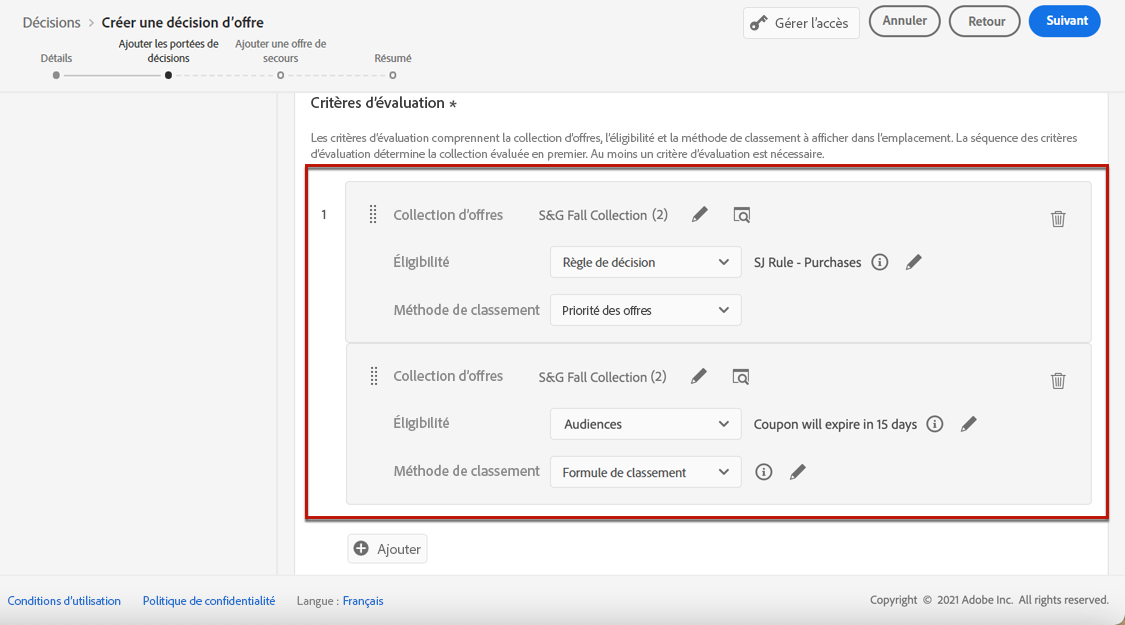 Décisions > Créer une décision d'offre
Gérer l'accès
Annuler
Retour
Suivant
Détails
Ajouter les portées de décisions
Ajouter une offre de secours
Résumé
Critères d'évaluation *
Les critères d'évaluation comprennent la collection d'offres, l'éligibilité et la méthode de classement à afficher dans l'emplacement. La séquence des critères
d'évaluation détermine la collection évaluée en premier. Au moins un critère d'évaluation est nécessaire.
1
Collection d'offres S&G Fall Collection (2)
Éligibilité Règle de décision SJ Rule - Purchases
Méthode de classement Priorité des offres
Collection d'offres S&G Fall Collection (2)
Éligibilité Audiences Coupon will expire in 15 days
Méthode de classement Formule de classement
Ajouter
Conditions d'utilisation Politique de confidentialité Langue : Français Copyright © 2021 Adobe Inc. All rights reserved.